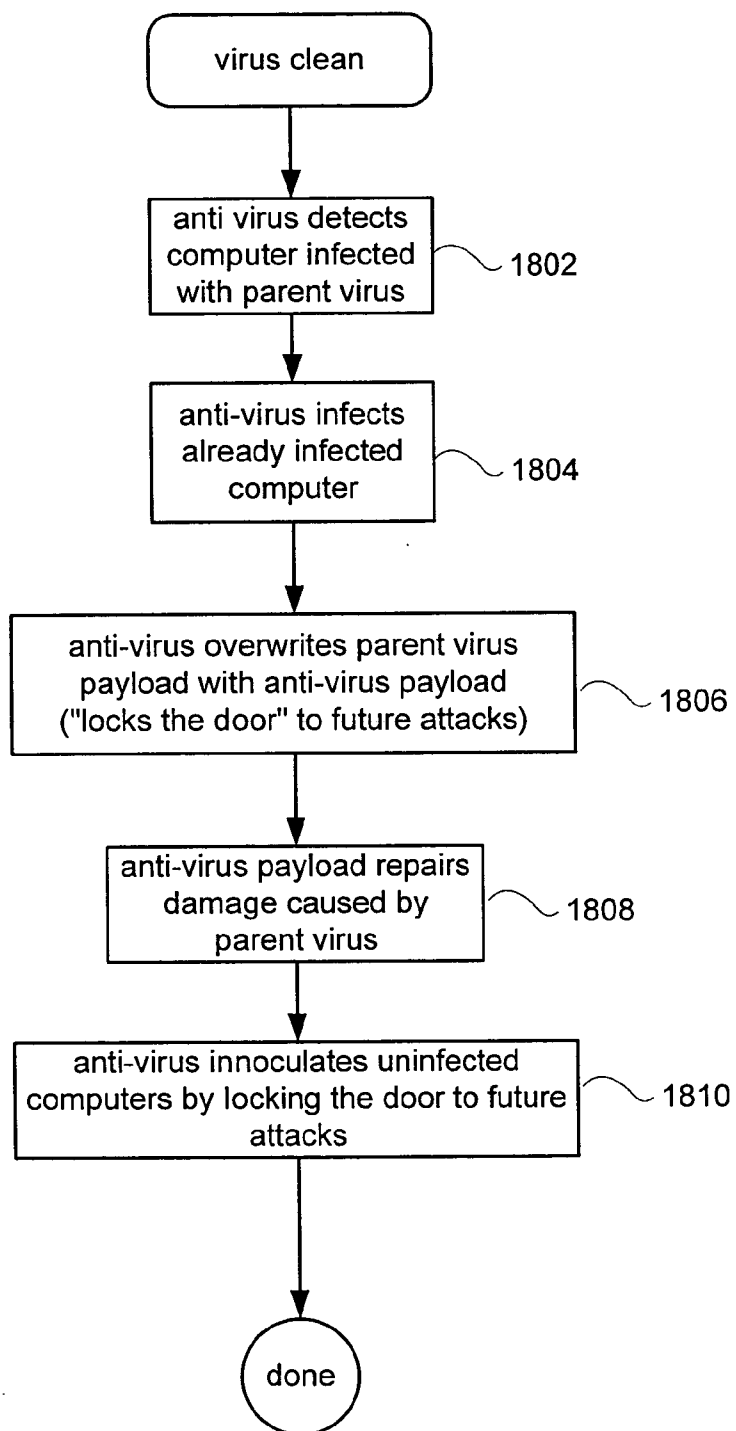 virus clean
anti virus detects
computer infected
with parent virus
1802
anti-virus infects
already infected
computer
1804
anti-virus overwrites parent virus
payload with anti-virus payload
("locks the door" to future attacks)
1806
anti-virus payload repairs
damage caused by
parent virus
1808
anti-virus innoculates uninfected
computers by locking the door to future
attacks
1810
done